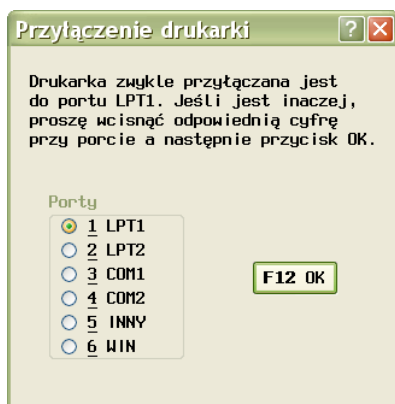 Przyłączenie drukarki
Drukarka zwykle przyłączana jest
do portu LPT1. Jeśli jest inaczej,
proszę wcisnąć odpowiednią cyfrę
przy porcie a następnie przycisk OK.
Porty
1 LPT1
2 LPT2
3 COM1
4 COM2
5 INNY
6 WIN
F12 OK